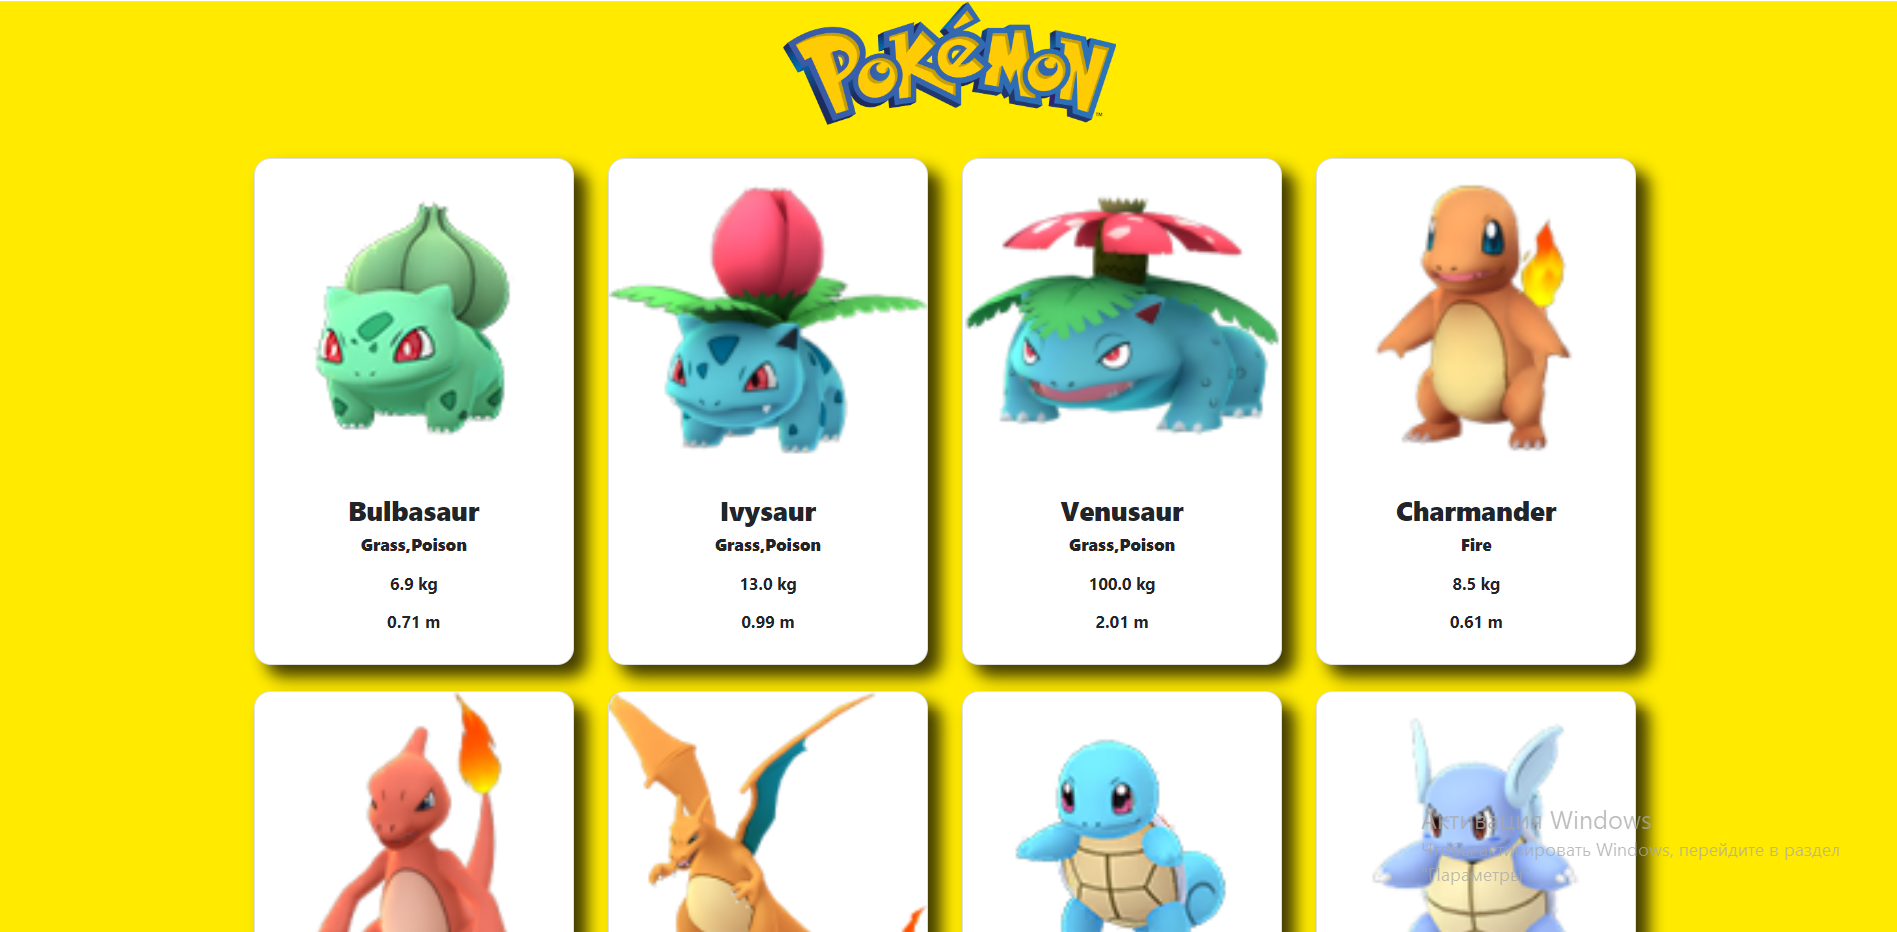 Pokémon
TM
Bulbasaur
Grass,Poison
6.9 kg
0.71 m
Ivysaur
Grass,Poison
13.0 kg
0.99 m
Venusaur
Grass,Poison
100.0 kg
2.01 m
Charmander
Fire
8.5 kg
0.61 m
Активация Windows
Чтобы активировать Windows, перейдите в раздел
"Параметры".